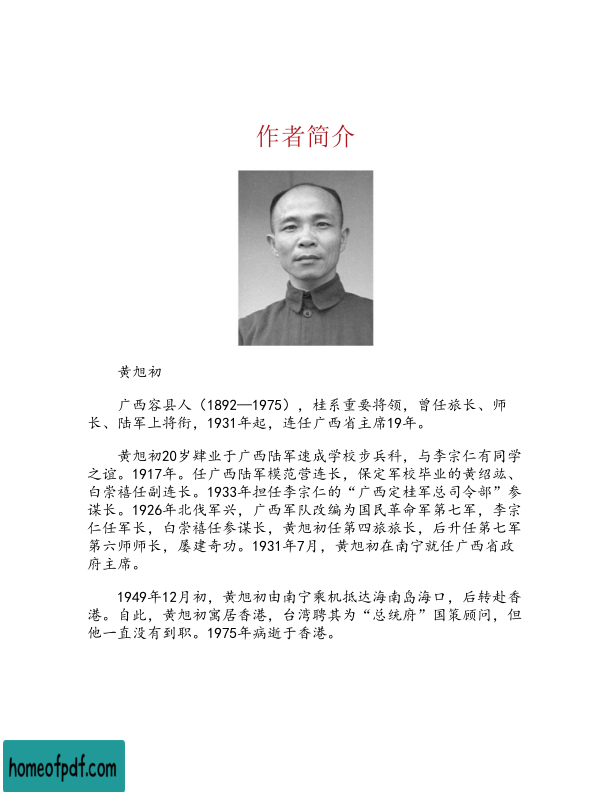 作者简介
黄旭初
广西容县人（1892—1975），桂系重要将领，曾任旅长、师
长、陆军上将衔，1931年起，连任广西省主席19年。
黄旭初20岁肄业于广西陆军速成学校步兵科，与李宗仁有同学
之谊。1917年。任广西陆军模范营连长，保定军校毕业的黄绍竑、
白崇禧任副连长。1933年担任李宗仁的“广西定桂军总司令部”参
谋长。1926年北伐军兴，广西军队改编为国民革命军第七军，李宗
仁任军长，白崇禧任参谋长，黄旭初任第四旅旅长，后升任第七军
第六师师长，屡建奇功。1931年7月，黄旭初在南宁就任广西省政
府主席。
1949年12月初，黄旭初由南宁乘机抵达海南岛海口，后转赴香
港。自此，黄旭初寓居香港，台湾聘其为“总统府”国策顾问，但
他一直没有到职。1975年病逝于香港。
homeofpdf.com